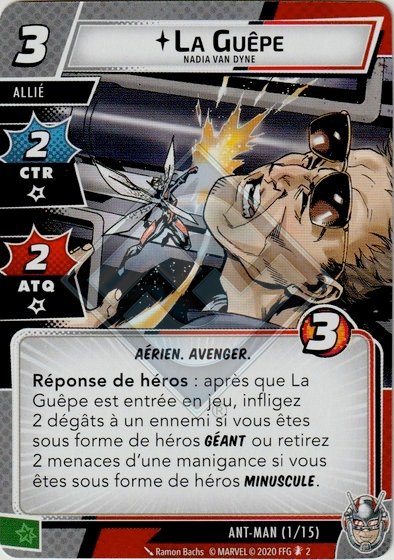 3
LA GUÊPE
NADIA VAN DYNE
ALLIÉ
2
CTR
2
ATQ
3
AÉRIEN. AVENGER.
Réponse de héros : après que La
Guêpe est entrée en jeu, infligez
2 dégâts à un ennemi si vous êtes
sous forme de héros GÉANT ou retirez
2 menaces d'une manigance si vous
êtes sous forme de héros MINUSCULE.
ANT-MAN (1/15)
Ramon Bachs © MARVEL © 2020 FFG 2